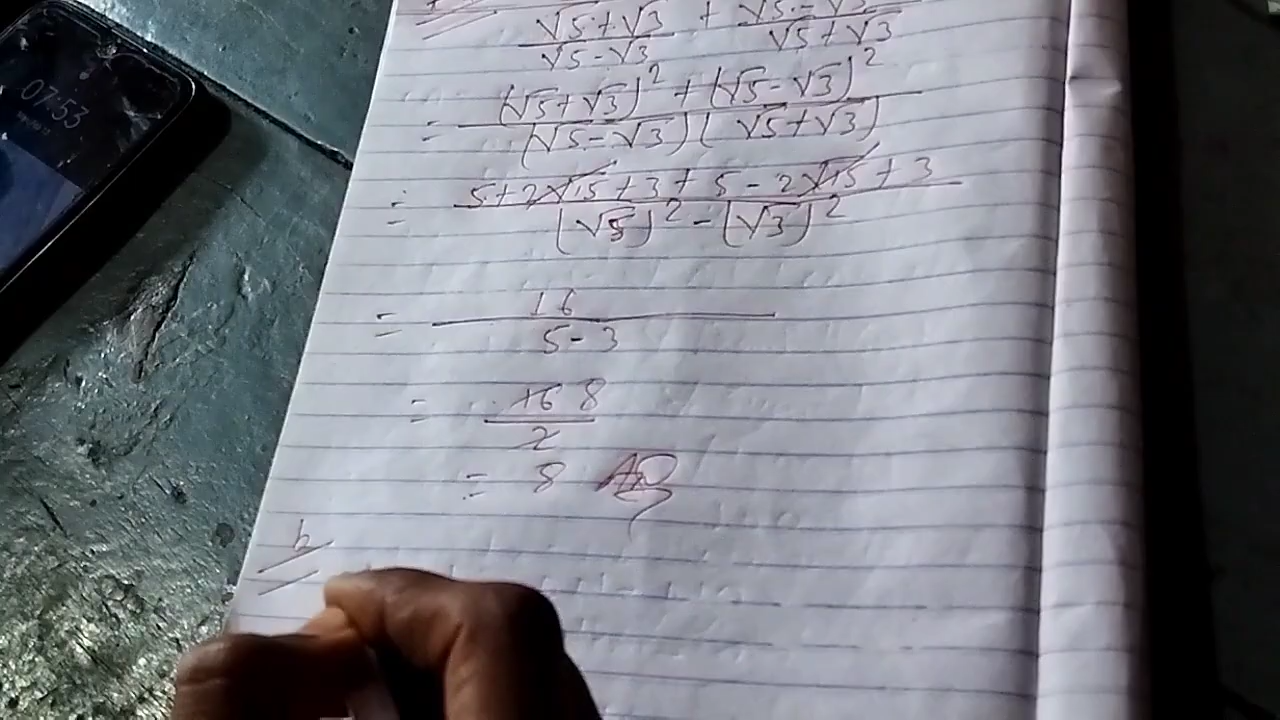 07:53
√5+√3/√5-√3 + √5-√3/√5+√3
= (√5+√3)² + (√5-√3)² / (√5-√3)(√5+√3)
= 5+2√15+3+5-2√15+3 / (√5)²-(√3)²
= 16 / 5-3
= 16 8 / 2
= 8 Ans
h